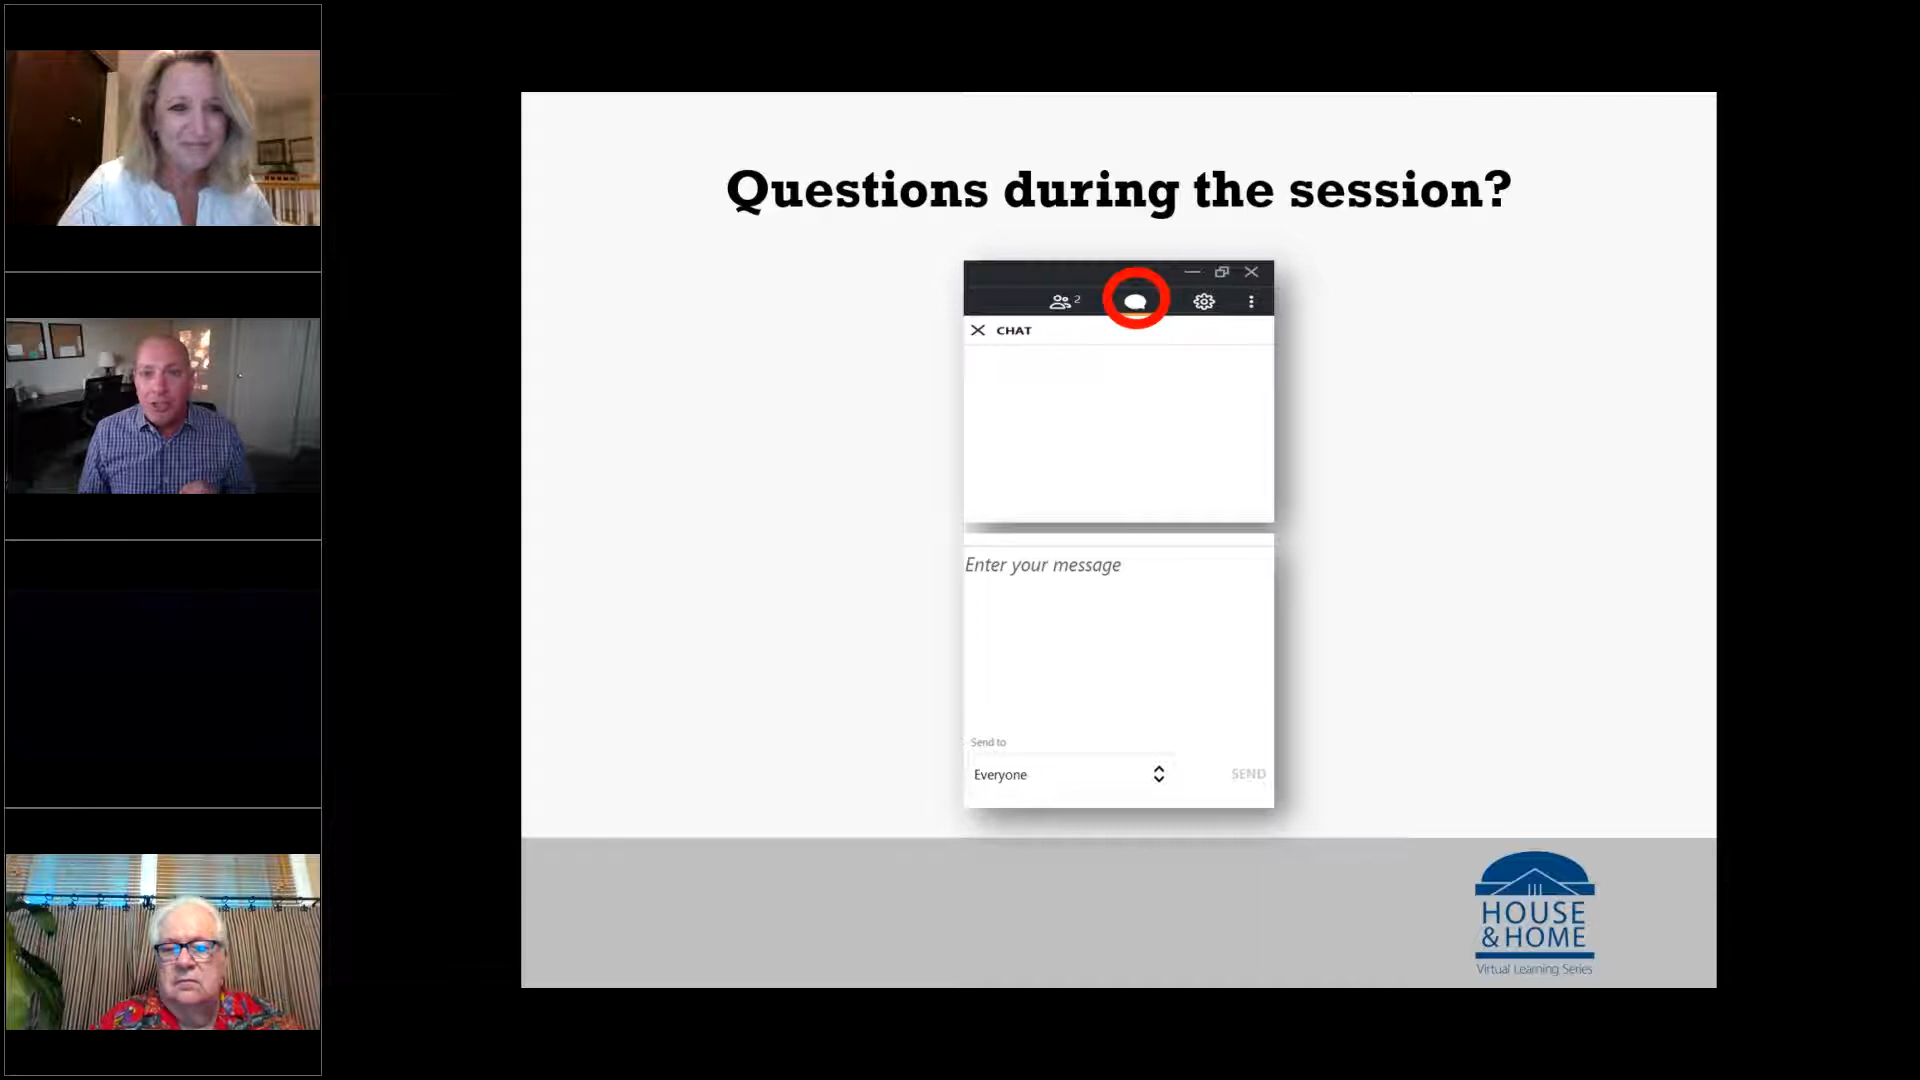 Questions during the session?
2
CHAT
Enter your message
Send to
Everyone
SEND
HOUSE
& HOME
Virtual Learning Series